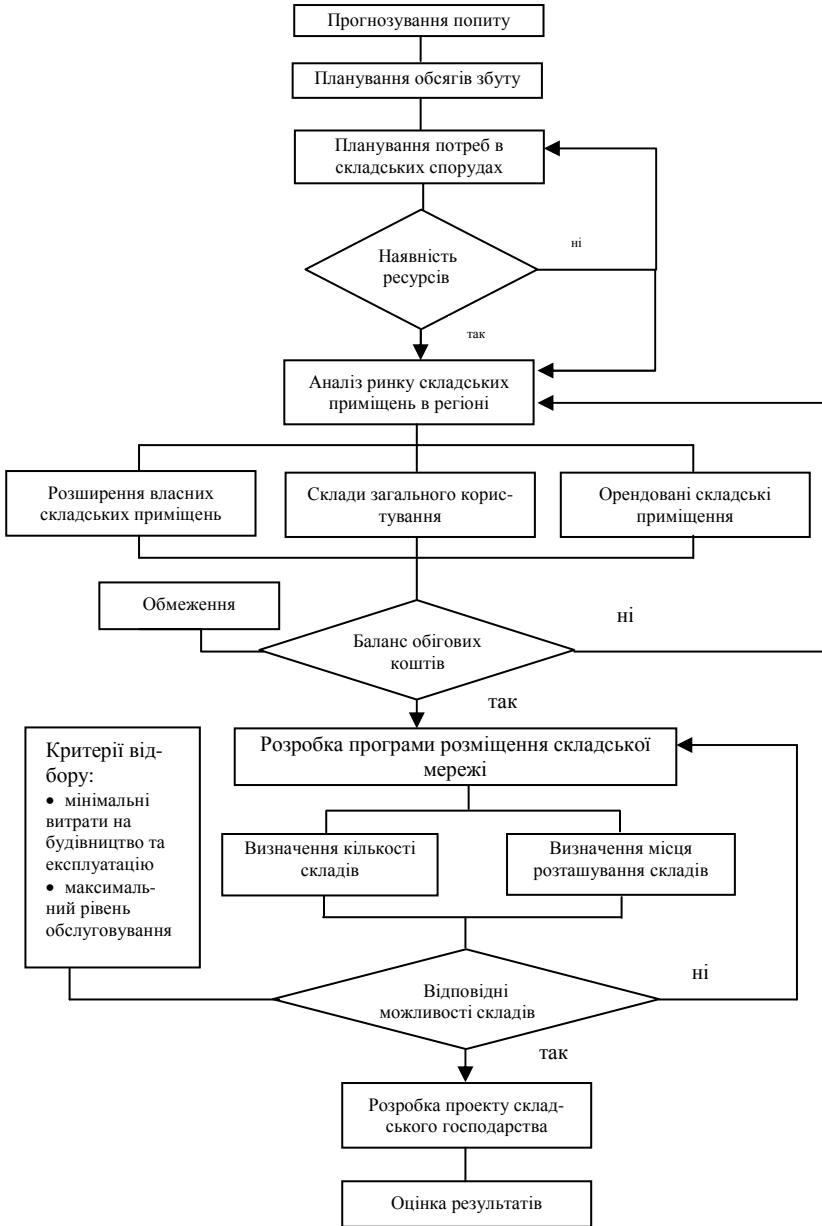 Прогнозування попиту
Планування обсягів збуту
Планування потреб в
складських спорудах
Наявність
ресурсів
ні
так
Аналіз ринку складських
приміщень в регіоні
Розширення власних
складських приміщень
Склади загального корис-
тування
Орендовані складські
приміщення
Обмеження
Баланс обігових
коштів
ні
так
Критерії від-
бору:
• мінімальні
витрати на
будівництво та
експлуатацію
• максималь-
ний рівень
обслуговування
Розробка програми розміщення складської
мережі
Визначення кількості
складів
Визначення місця
розташування складів
Відповідні
можливості складів
ні
так
Розробка проекту склад-
ського господарства
Оцінка результатів